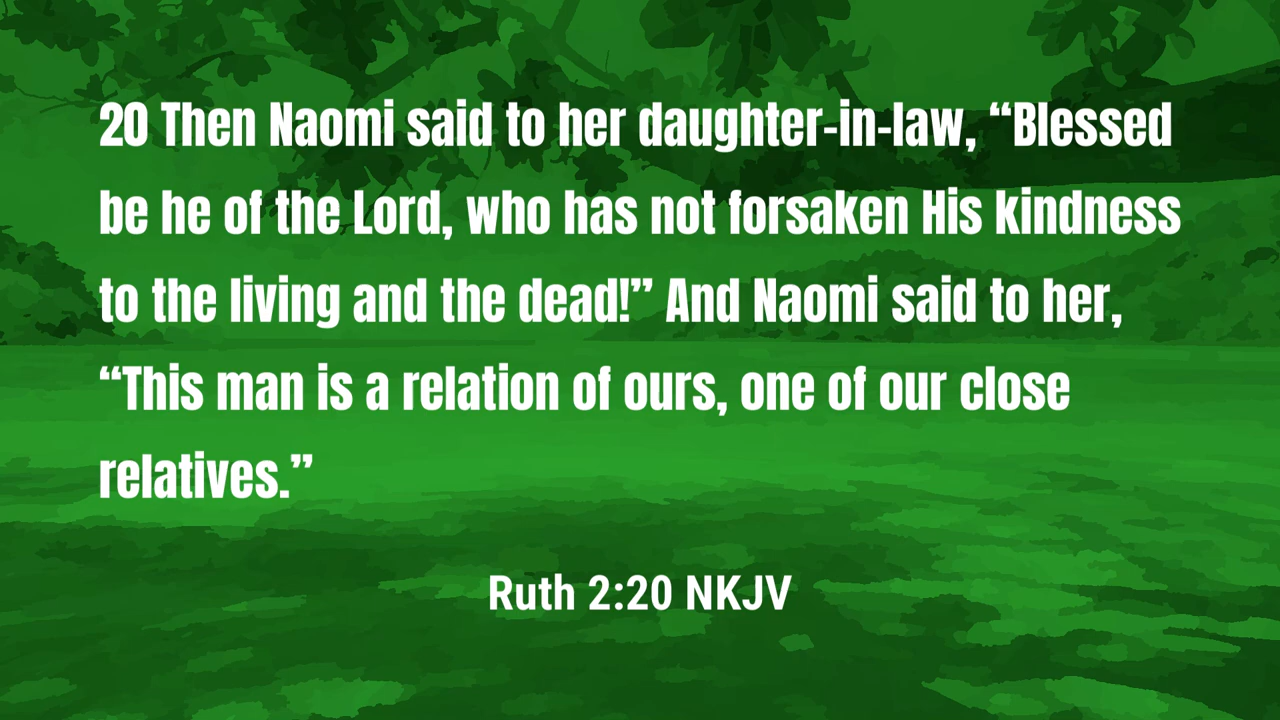 20 Then Naomi said to her daughter-in-law, “Blessed
be he of the Lord, who has not forsaken His kindness
to the living and the dead!” And Naomi said to her,
“This man is a relation of ours, one of our close
relatives.”
Ruth 2:20 NKJV